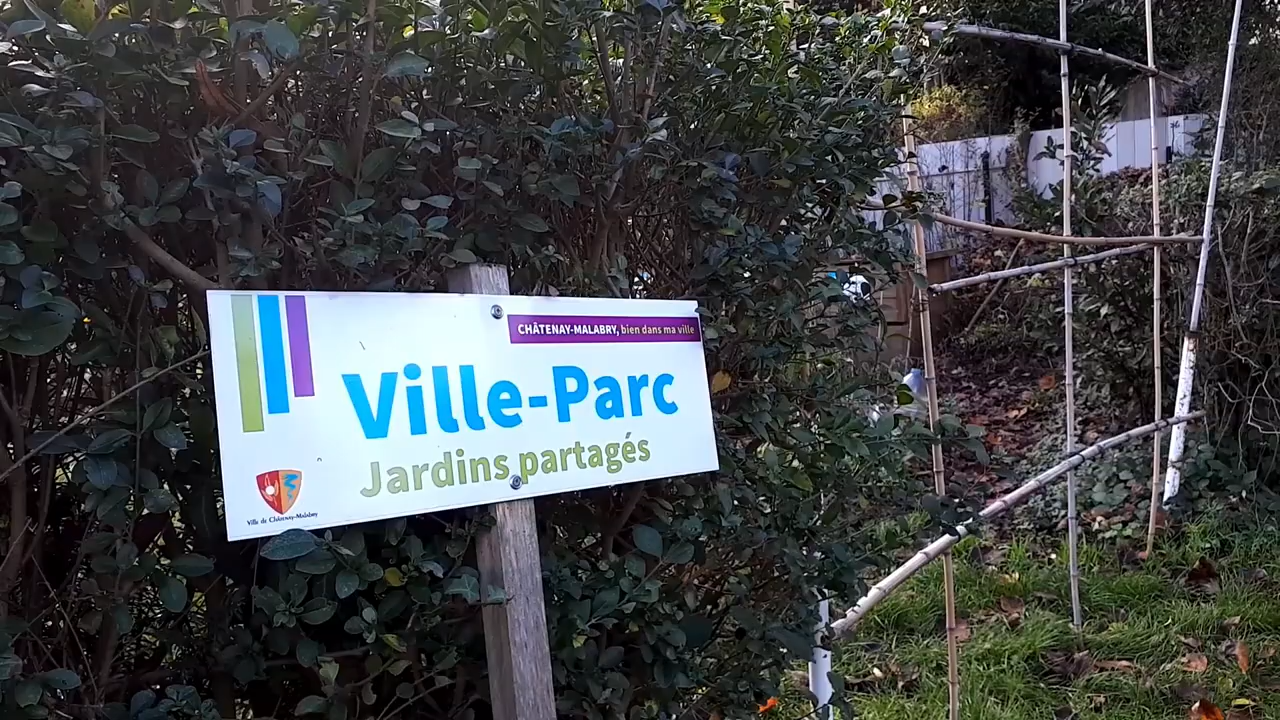 CHÂTENAY-MALABRY, bien dans ma ville
Ville-Parc
Jardins partagés
Ville de Châtenay-Malabry